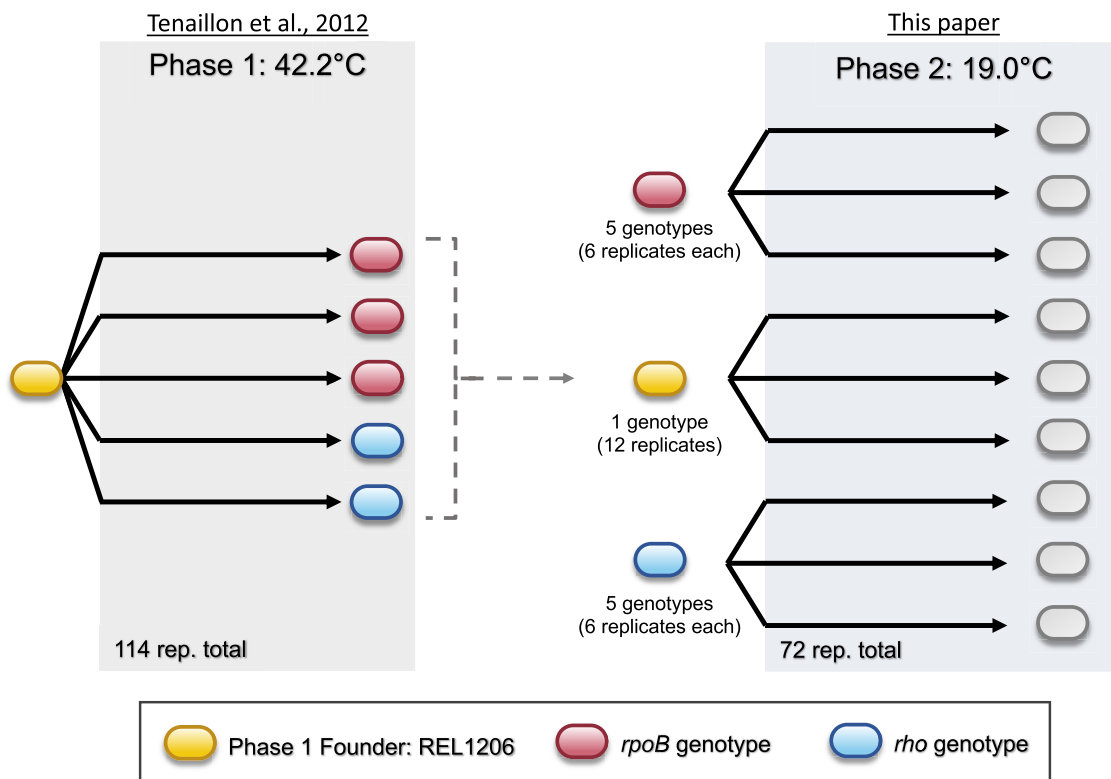 Tenaillon et al., 2012
Phase 1: 42.2°C
114 rep. total
This paper
Phase 2: 19.0°C
5 genotypes
(6 replicates each)
1 genotype
(12 replicates)
5 genotypes
(6 replicates each)
72 rep. total
Phase 1 Founder: REL1206
rpoB genotype
rho genotype